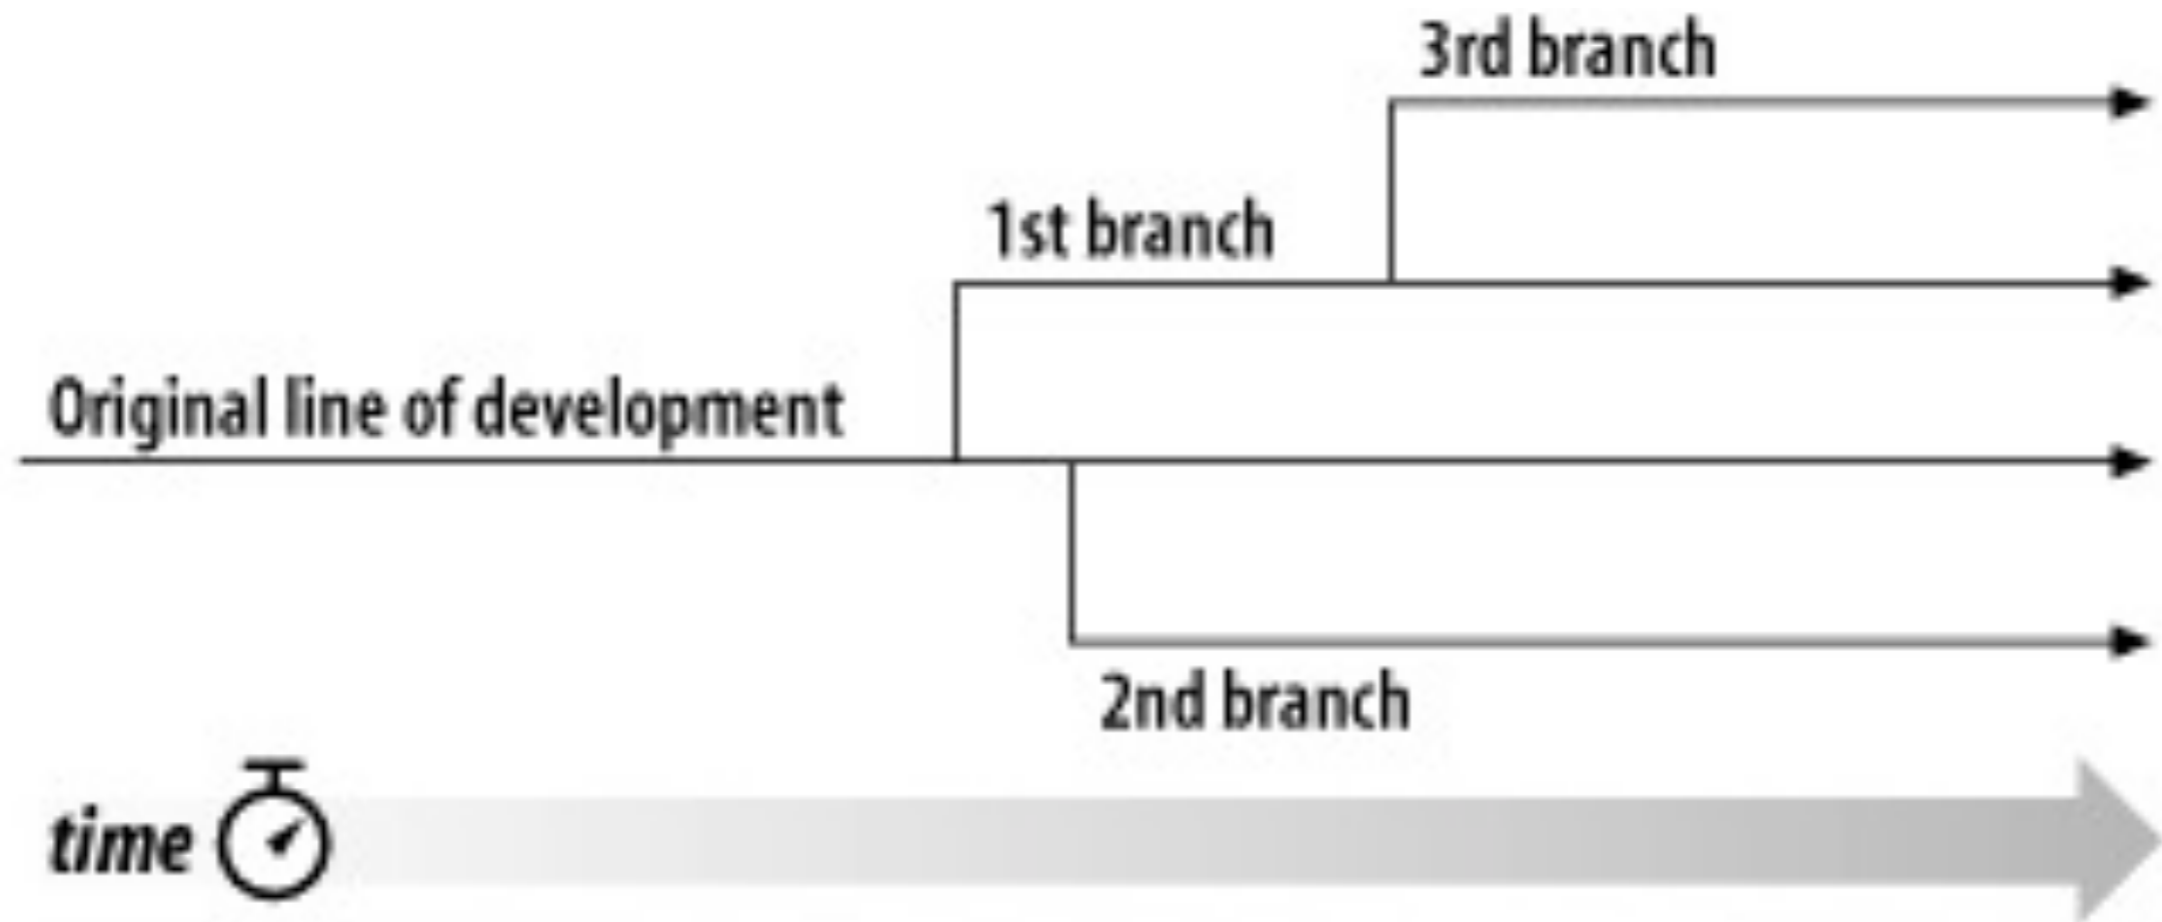 3rd branch
1st branch
Original line of development
2nd branch
time